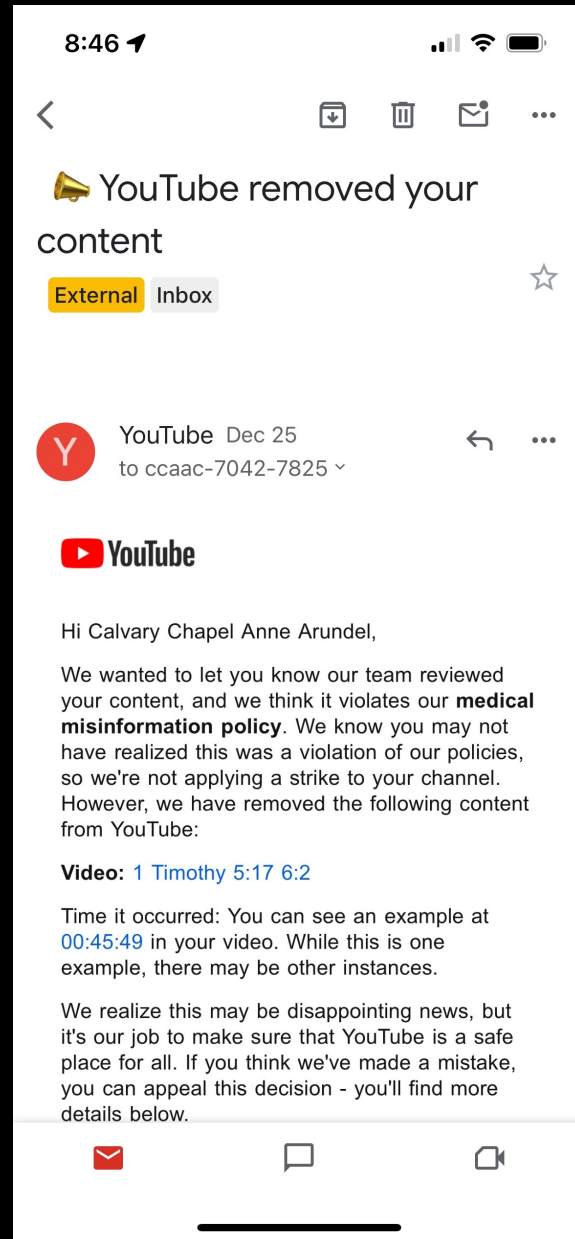 8:46
YouTube removed your
content
External Inbox
Y
YouTube Dec 25
to ccaac-7042-7825
YouTube
Hi Calvary Chapel Anne Arundel,
We wanted to let you know our team reviewed
your content, and we think it violates our medical
misinformation policy. We know you may not
have realized this was a violation of our policies,
so we're not applying a strike to your channel.
However, we have removed the following content
from YouTube:
Video: 1 Timothy 5:17 6:2
Time it occurred: You can see an example at
00:45:49 in your video. While this is one
example, there may be other instances.
We realize this may be disappointing news, but
it's our job to make sure that YouTube is a safe
place for all. If you think we've made a mistake,
you can appeal this decision - you'll find more
details below.